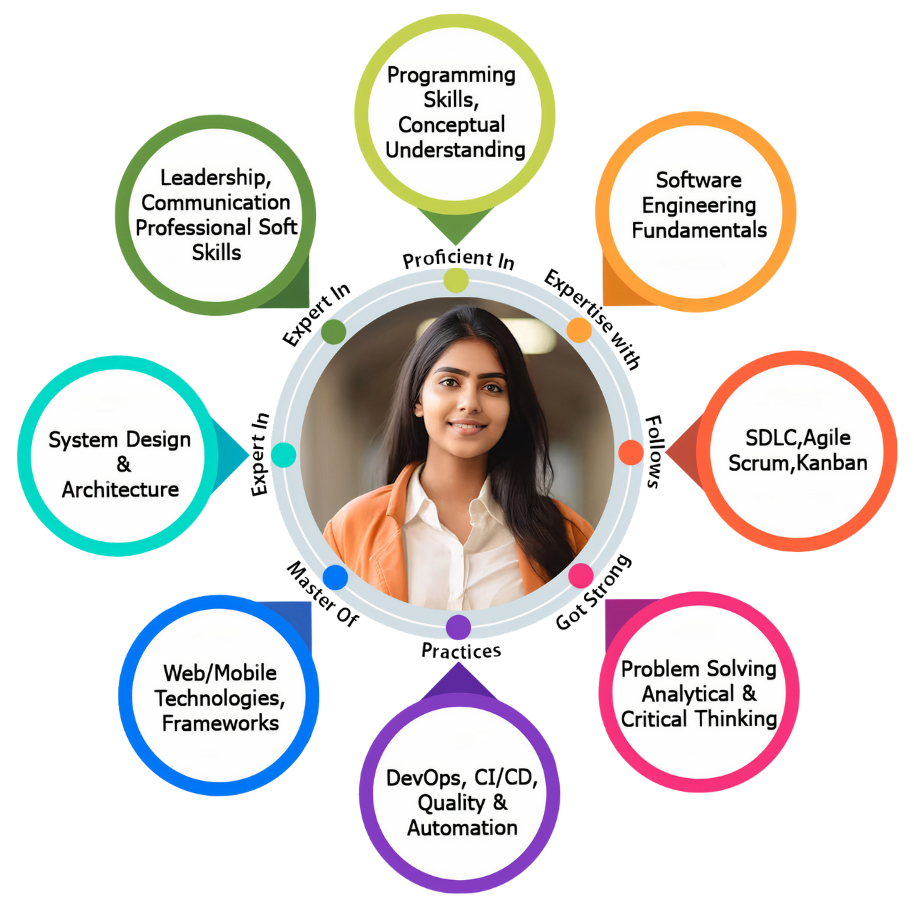 Programming
Skills,
Conceptual
Understanding
Proficient In
Software
Engineering
Fundamentals
Expertise with
SDLC,Agile
Scrum,Kanban
Follows
Problem Solving
Analytical &
Critical Thinking
Got Strong
DevOps, CI/CD,
Quality &
Automation
Practices
Web/Mobile
Technologies,
Frameworks
Master Of
System Design
&
Architecture
Expert In
Leadership,
Communication
Professional Soft
Skills
Expert In